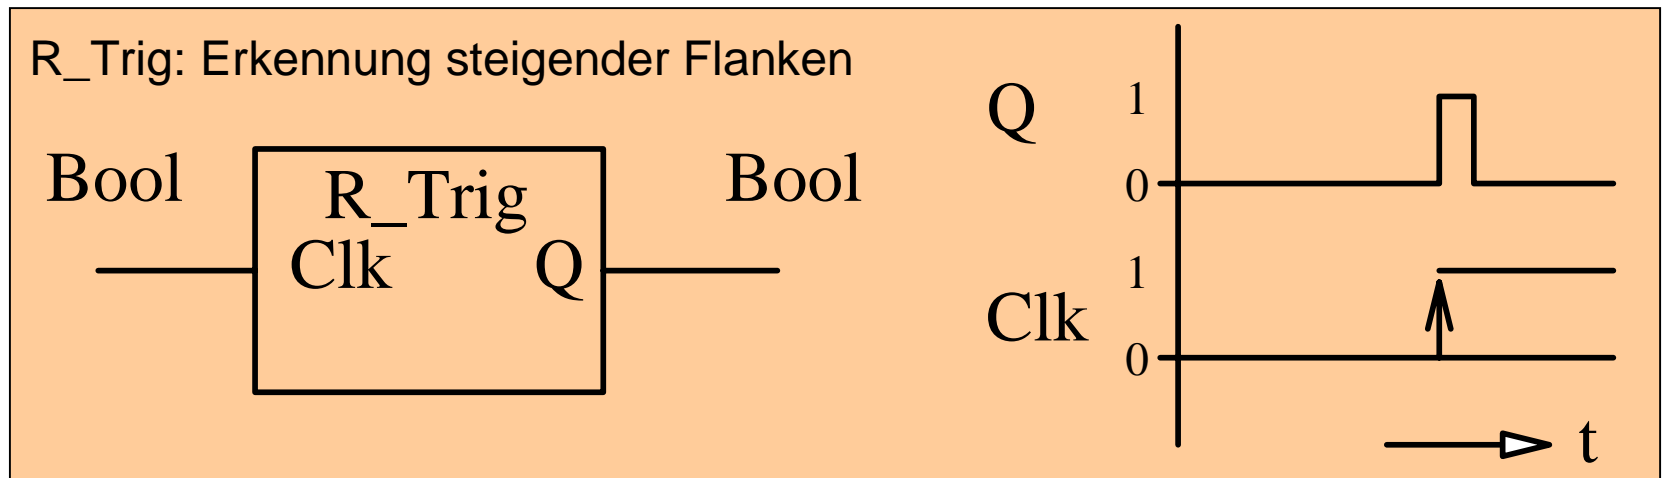 R_Trig: Erkennung steigender Flanken
Bool
R_Trig
Bool
Clk Q
Q
1
0
1
Clk
0
t